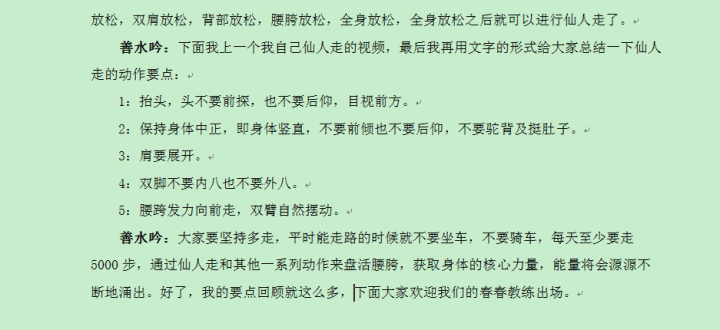 放松，双肩放松，背部放松，腰胯放松，全身放松，全身放松之后就可以进行仙人走了。
善水吟：下面我上一个我自己仙人走的视频，最后我再用文字的形式给大家总结一下仙人
走的动作要点：
1：抬头，头不要前探，也不要后仰，目视前方。
2：保持身体中正，即身体竖直，不要前倾也不要后仰，不要驼背及挺肚子。
3：肩要展开。
4：双脚不要内八也不要外八。
5：腰跨发力向前走，双臂自然摆动。
善水吟：大家要坚持多走，平时能走路的时候就不要坐车，不要骑车，每天至少要走
5000 步，通过仙人走和其他一系列动作来盘活腰胯，获取身体的核心力量，能量将会源源不
断地涌出。好了，我的要点回顾就这么多，下面大家欢迎我们的春春教练出场。